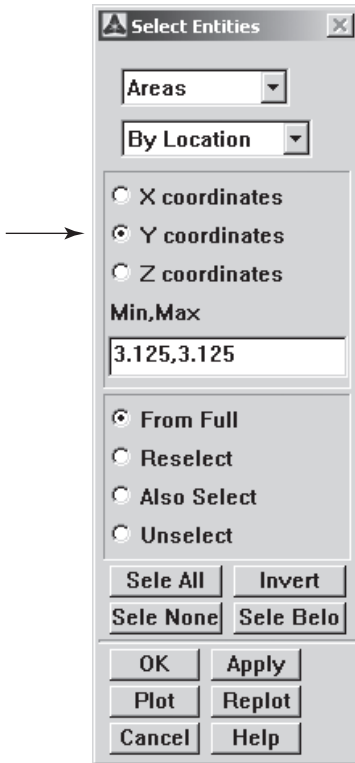 Select Entities
Areas
By Location
X coordinates
Y coordinates
Z coordinates
Min,Max
3.125,3.125
From Full
Reselect
Also Select
Unselect
Sele All Invert
Sele None Sele Belo
OK Apply
Plot Replot
Cancel Help